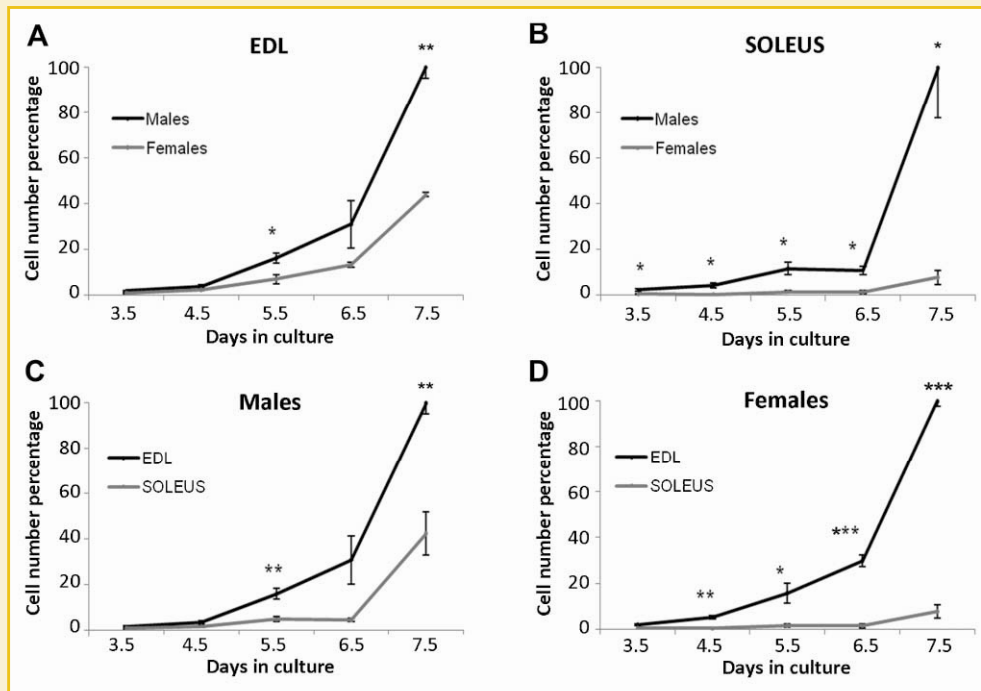 A
EDL
**
Cell number percentage
100
80
60
40
20
0
Males
Females
*
3.5 4.5 5.5 6.5 7.5
Days in culture
B
SOLEUS
*
Cell number percentage
100
80
60
40
20
0
Males
Females
* * * *
3.5 4.5 5.5 6.5 7.5
Days in culture
C
Males
**
Cell number percentage
100
80
60
40
20
0
EDL
SOLEUS
**
3.5 4.5 5.5 6.5 7.5
Days in culture
D
Females
***
Cell number percentage
100
80
60
40
20
0
EDL
SOLEUS
***
** *
3.5 4.5 5.5 6.5 7.5
Days in culture